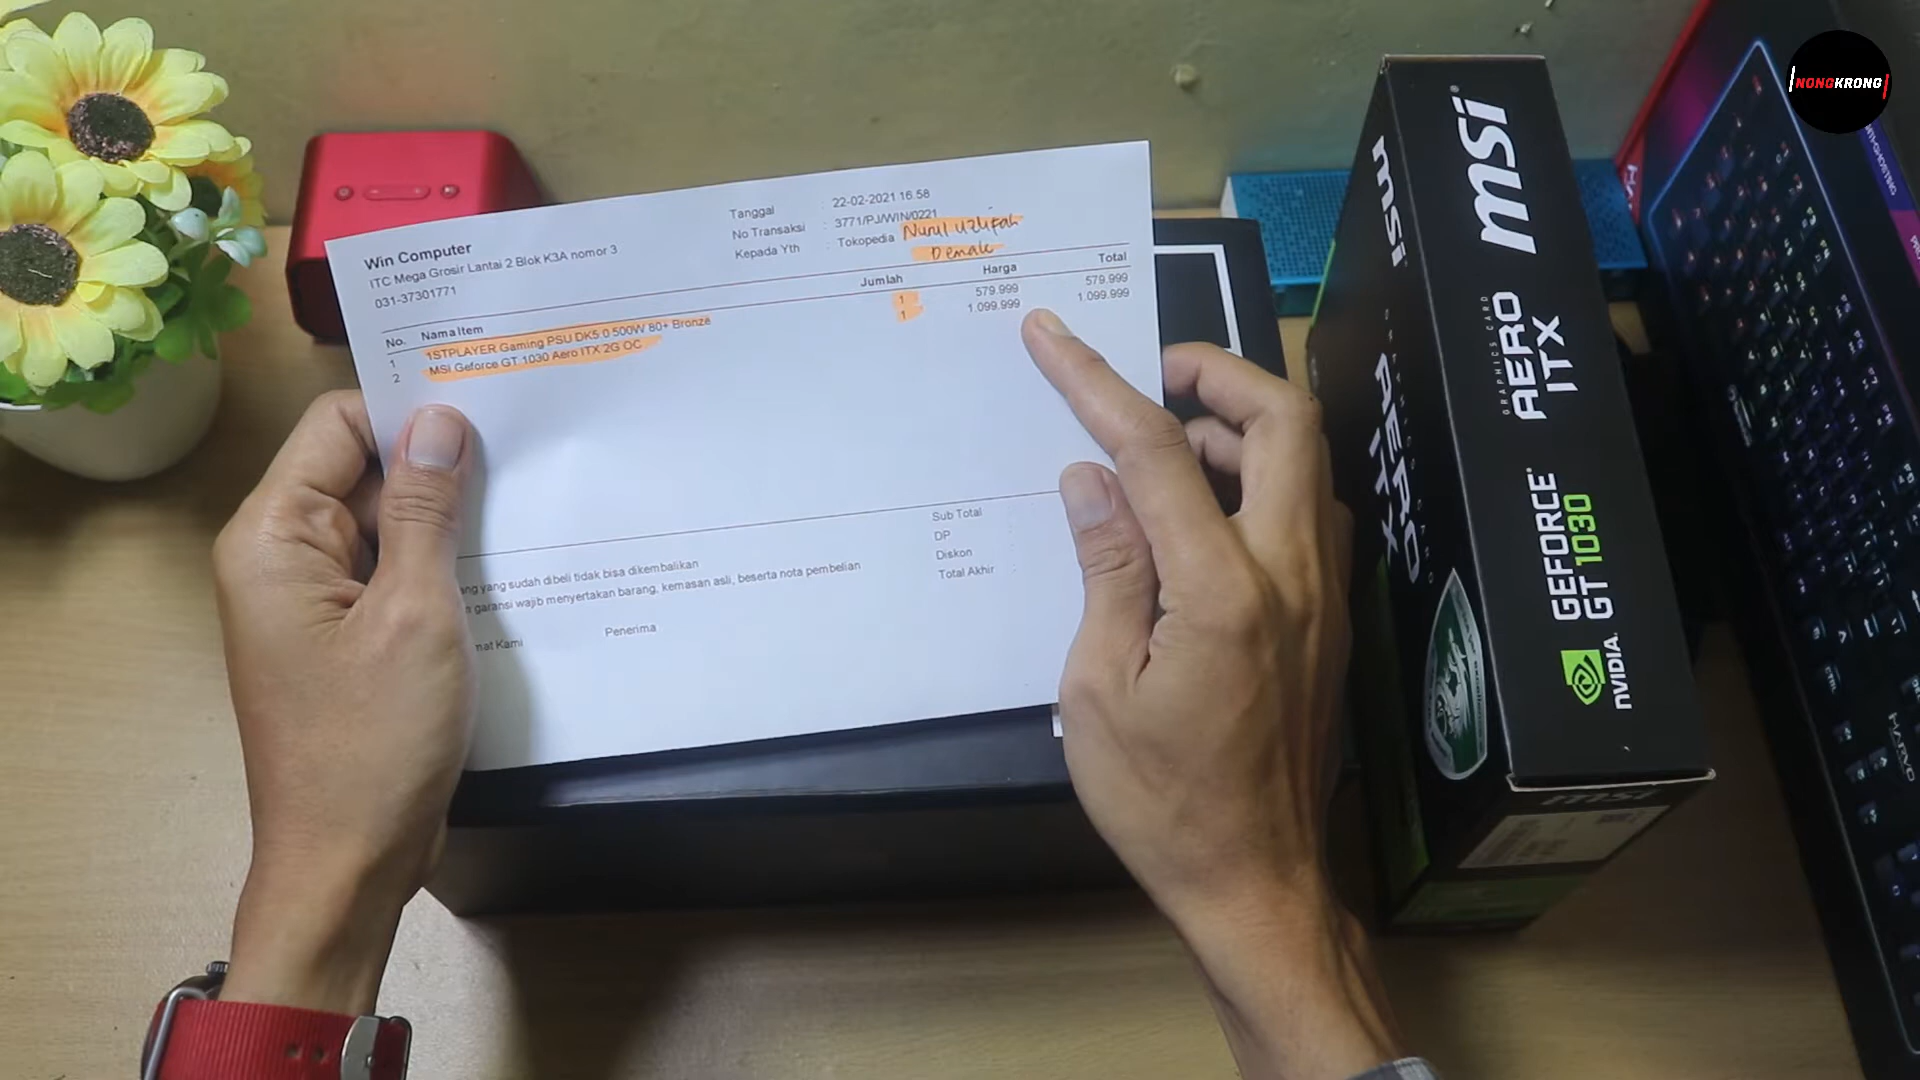 NONGKRONG
Win Computer
ITC Mega Grosir Lantai 2 Blok K3A nomor 3
031-37301771
Tanggal : 22-02-2021 16:58
No Transaksi : 3771/PJ/WIN/0221
Kepada Yth : Tokopedia Nurul
Demak
No. Nama Item Jumlah Harga Total
1 1STPLAYER Gaming PSU DK5.0 500W 80+ Bronze 1 579.999 579.999
2 MSI Geforce GT 1030 Aero ITX 2G OC 1 1.099.999 1.099.999
Sub Total :
DP :
Diskon :
Total Akhir :
yang sudah dibeli tidak bisa dikembalikan
garansi wajib menyertakan barang, kemasan asli, beserta nota pembelian
mat Kami Penerima
msi
GRAPHICS CARD
AERO
ITX
GEFORCE®
GT 1030
NVIDIA.
msi
GRAPHICS CARD
AERO
ITX
msi
MARVO